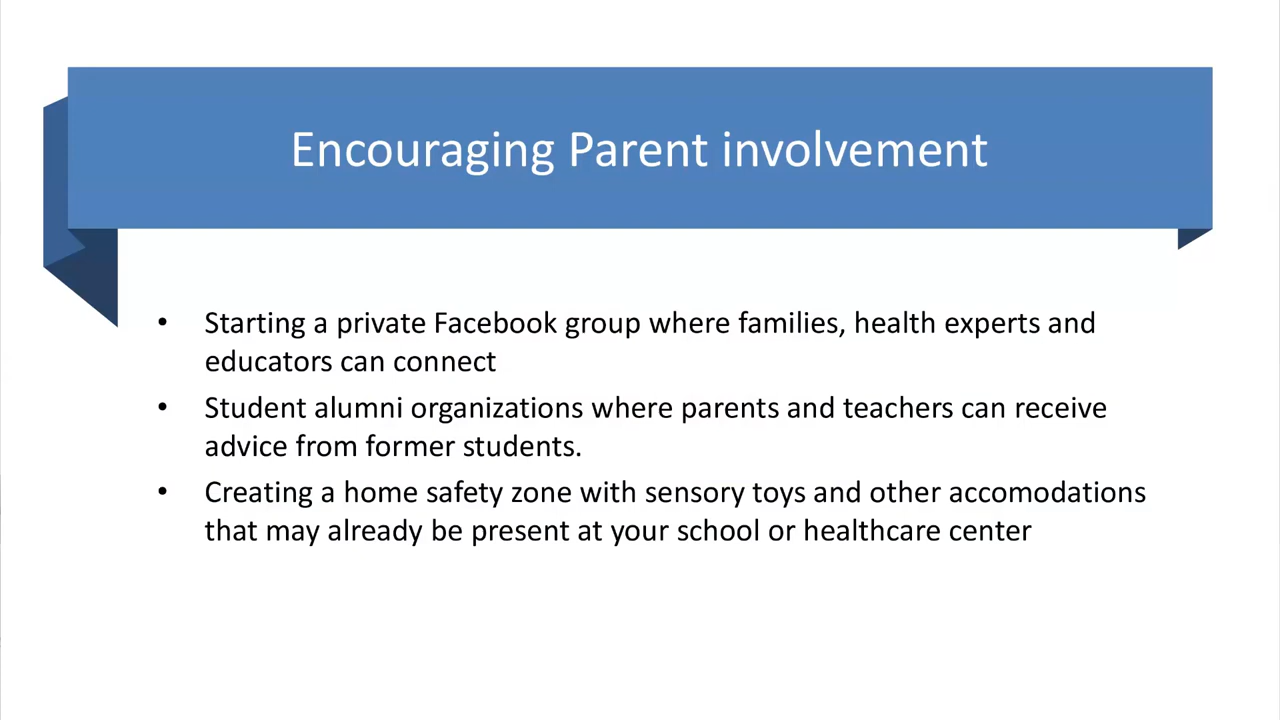 Encouraging Parent involvement
• Starting a private Facebook group where families, health experts and
educators can connect
• Student alumni organizations where parents and teachers can receive
advice from former students.
• Creating a home safety zone with sensory toys and other accomodations
that may already be present at your school or healthcare center